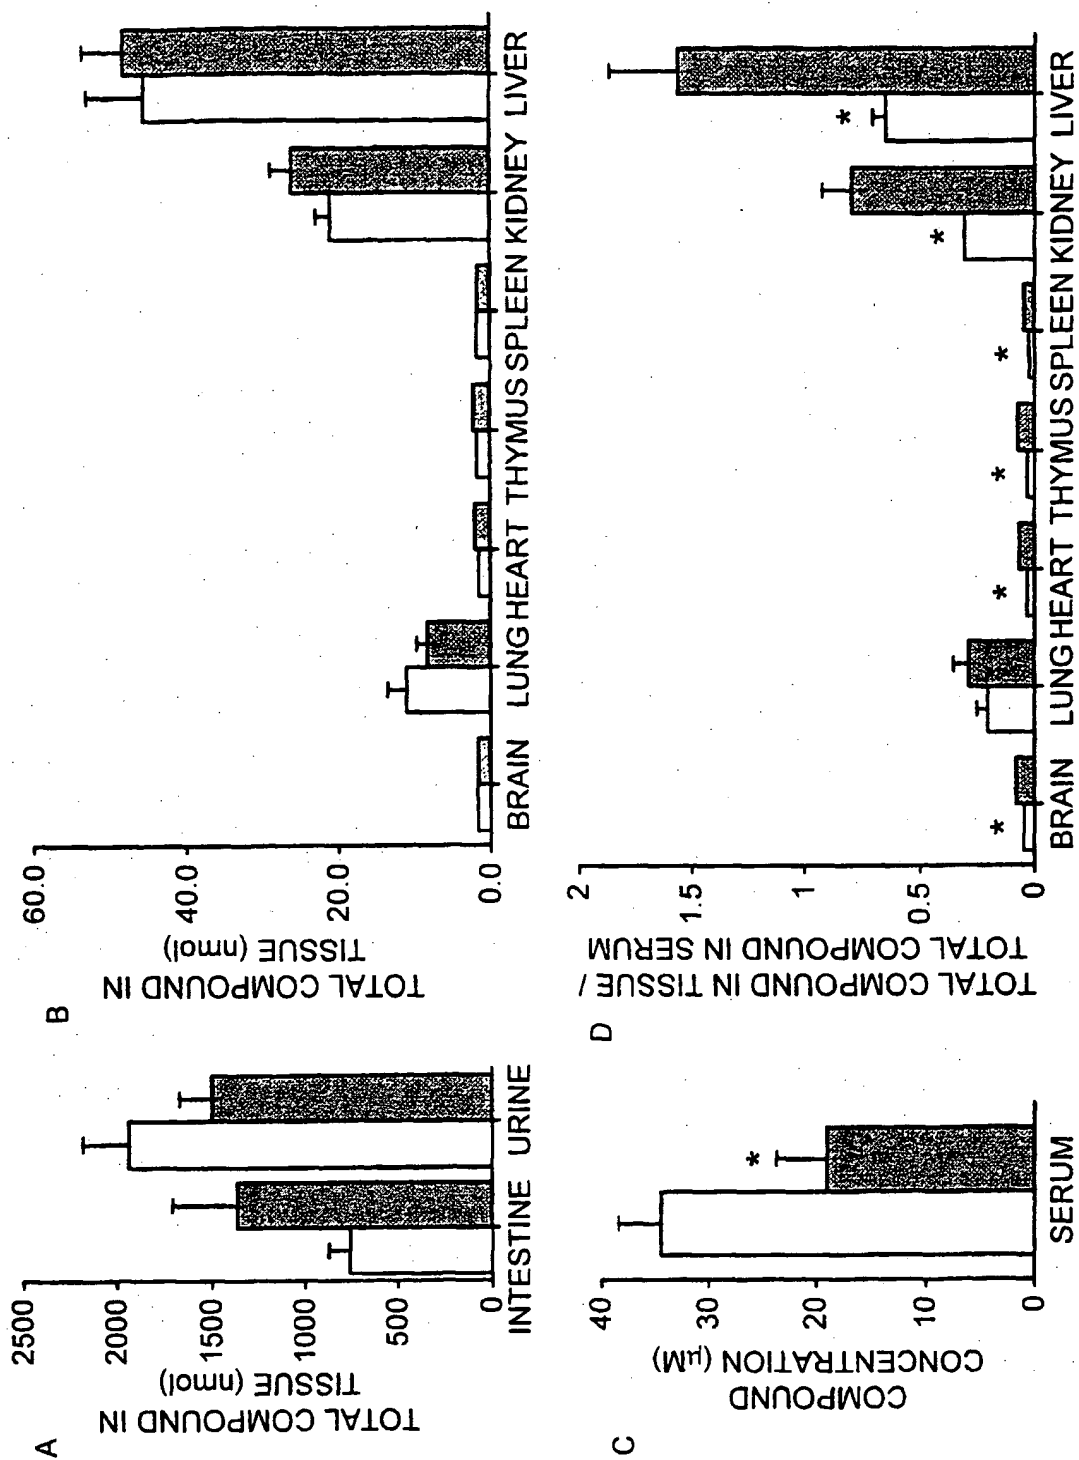 A
TOTAL COMPOUND IN
TISSUE (nmol)
2500
2000
1500
1000
500
0
INTESTINE URINE
B
TOTAL COMPOUND IN
TISSUE (nmol)
60.0
40.0
20.0
0.0
BRAIN LUNG HEART THYMUS SPLEEN KIDNEY LIVER
C
COMPOUND
CONCENTRATION (µM)
40
30
20
10
0
*
SERUM
D
TOTAL COMPOUND IN TISSUE /
TOTAL COMPOUND IN SERUM
2
1.5
1
0.5
0
* * * * * *
BRAIN LUNG HEART THYMUS SPLEEN KIDNEY LIVER